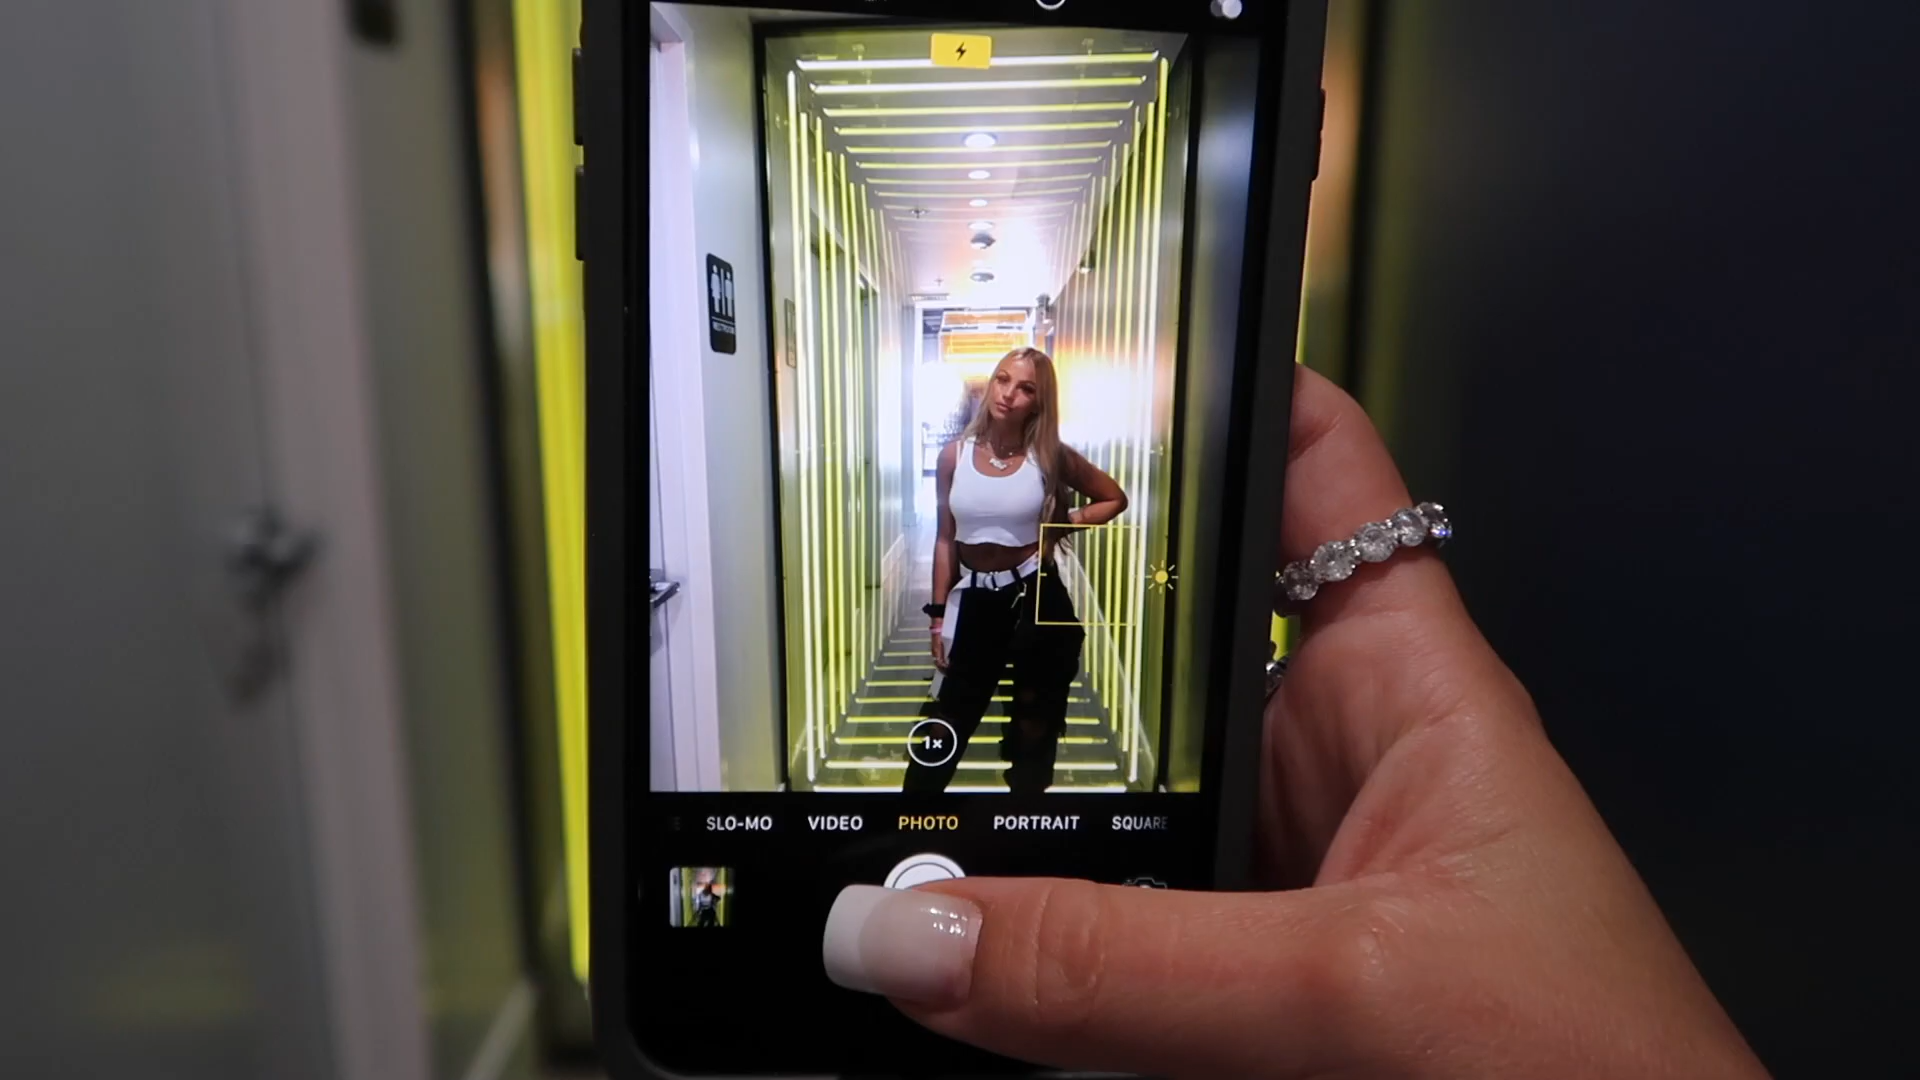 1×
SLO-MO
VIDEO
PHOTO
PORTRAIT
SQUARE